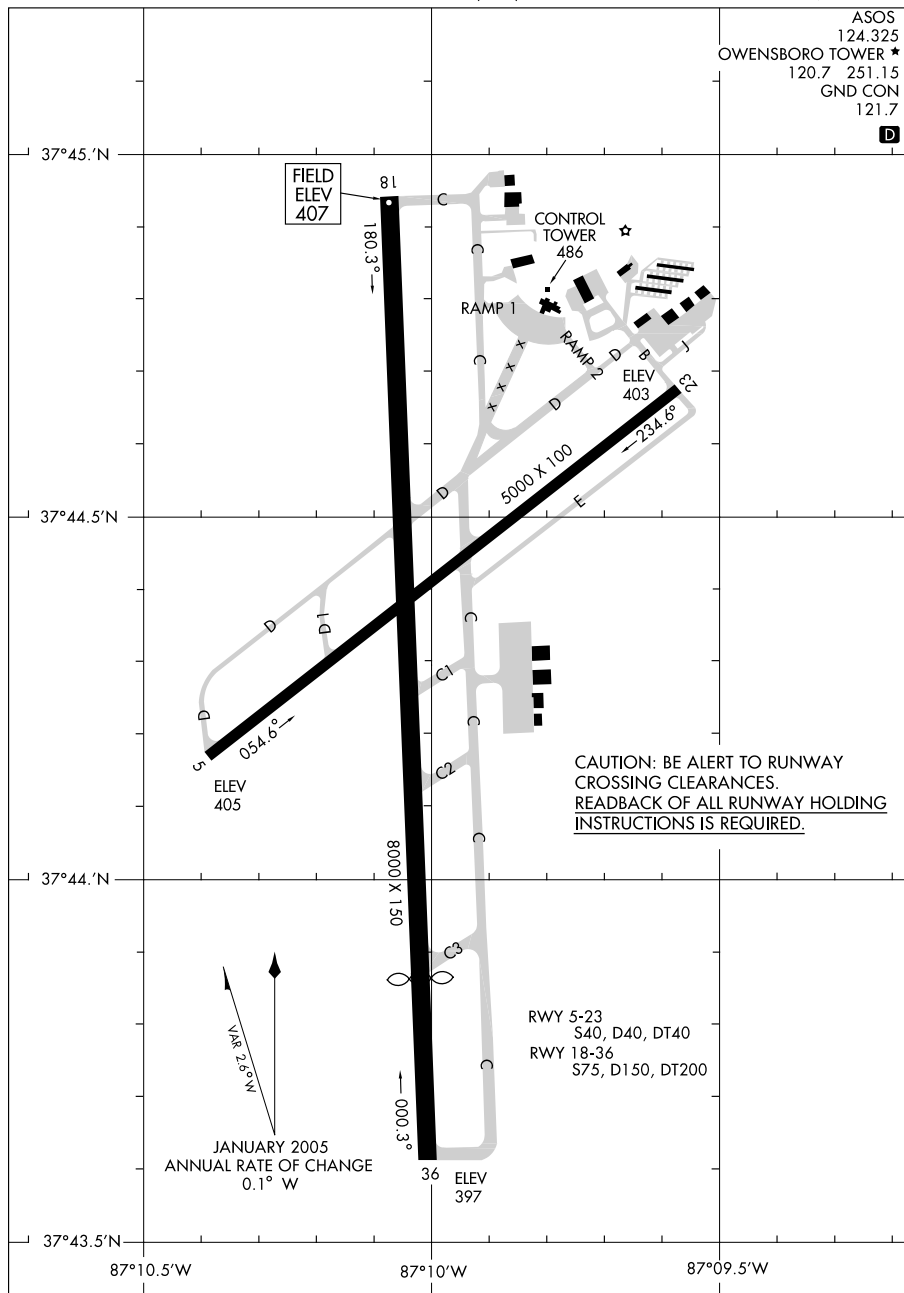 ASOS
124.325
OWENSBORO TOWER ★
120.7 251.15
GND CON
121.7
D
37°45.'N
FIELD
ELEV
407
18
C
180.3°
C
CONTROL
TOWER
486
RAMP 1
RAMP 2
C
D
B
J
ELEV
403
23
X
X
X
X
D
234.6°
5000 X 100
D
E
37°44.5'N
D
D1
C
C1
D
C
054.6°
5
ELEV
405
C2
CAUTION: BE ALERT TO RUNWAY
CROSSING CLEARANCES.
READBACK OF ALL RUNWAY HOLDING
INSTRUCTIONS IS REQUIRED.
C
8000 X 150
37°44.'N
C3
VAR 2.6° W
RWY 5-23
S40, D40, DT40
RWY 18-36
S75, D150, DT200
C
000.3°
JANUARY 2005
ANNUAL RATE OF CHANGE
0.1° W
36
ELEV
397
37°43.5'N
87°10.5'W
87°10'W
87°09.5'W